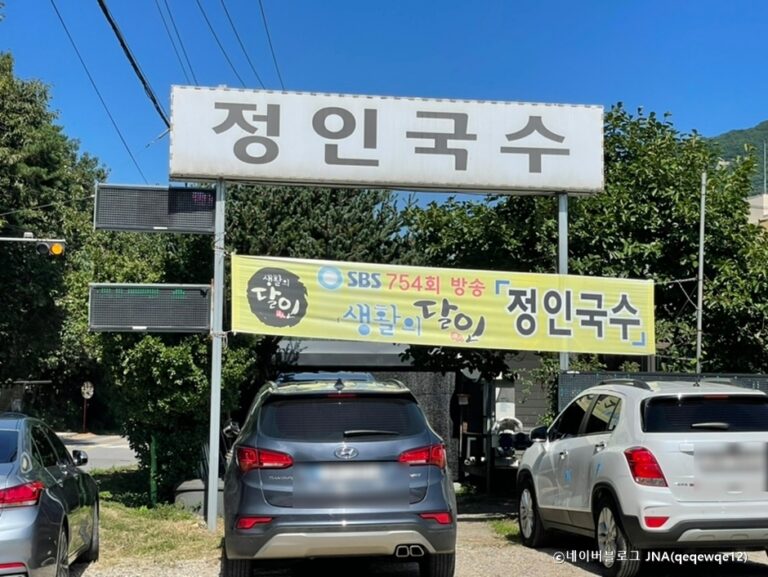 정인국수
생활의 달인
SBS 754회 방송
생활의 달인
「정인국수」
©네이버블로그 JNA(qeqewqe12)